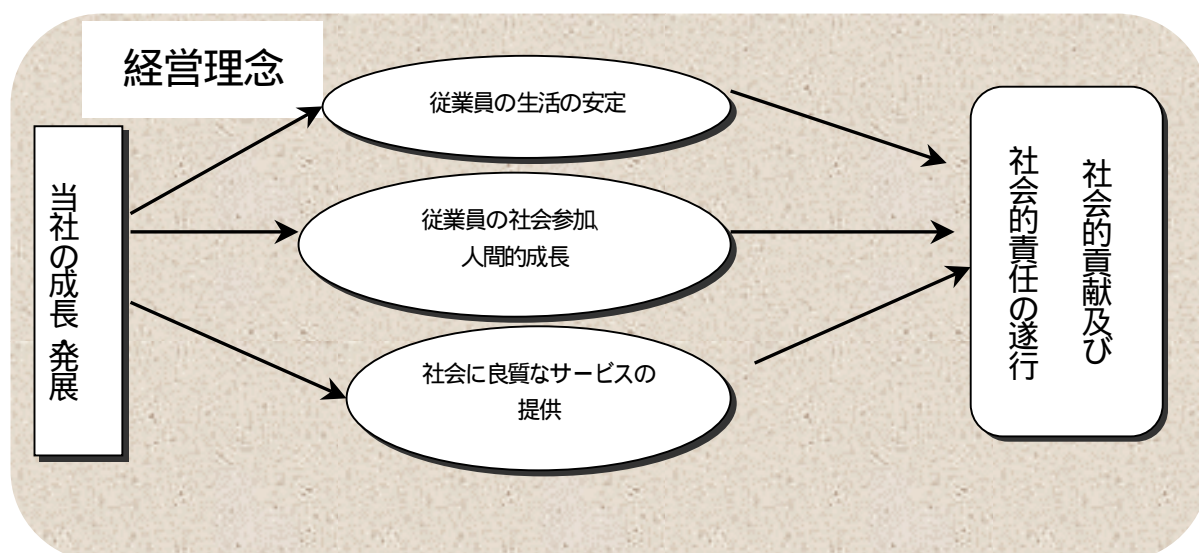 経営理念
従業員の生活の安定
従業員の社会参加、
人間的成長
社会に良質なサービスの
提供
当社の成長、発展
社会的貢献及び
社会的責任の遂行